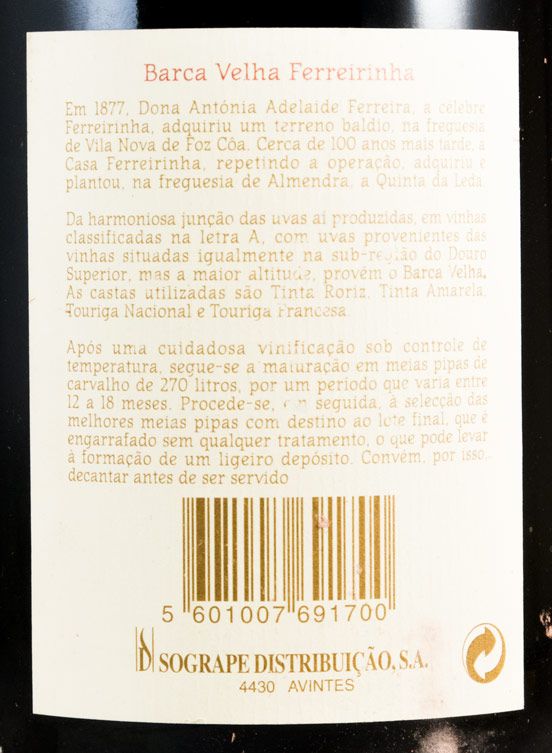 Barca Velha Ferreirinha
Em 1877, Dona Antónia Adelaide Ferreira, a célebre
Ferreirinha, adquiriu um terreno baldio, na freguesia
de Vila Nova de Foz Côa. Cerca de 100 anos mais tarde, a
Casa Ferreirinha, repetindo a operação, adquiriu e
plantou, na freguesia de Almendra, a Quinta da Leda.
Da harmoniosa junção das uvas aí produzidas, em vinhas
classificadas na letra A, com uvas provenientes das
vinhas situadas igualmente na sub-região do Douro
Superior, mas a maior altitude, provém o Barca Velha.
As castas utilizadas são Tinta Roriz, Tinta Amarela,
Touriga Nacional e Touriga Francesa.
Após uma cuidadosa vinificação sob controle de
temperatura, segue-se a maturação em meias pipas de
carvalho de 270 litros, por um período que varia entre
12 a 18 meses. Procede-se, em seguida, à selecção das
melhores meias pipas com destino ao lote final, que é
engarrafado sem qualquer tratamento, o que pode levar
à formação de um ligeiro depósito. Convém, por isso,
decantar antes de ser servido
5 601007 691700
SOGRAPE DISTRIBUIÇÃO, S.A.
4430 AVINTES